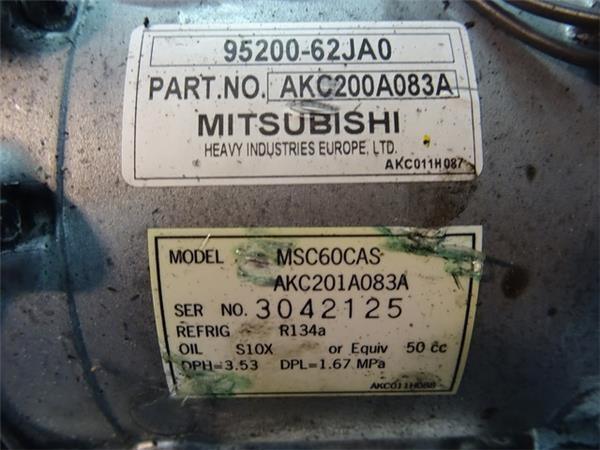 95200-62JA0
PART.NO. AKC200A083A
MITSUBISHI
HEAVY INDUSTRIES EUROPE, LTD.
AKC011H087
MODEL MSC60CAS
AKC201A083A
SER NO. 3042125
REFRIG R134a
OIL S10X or Equiv 50 cc
DPH=3.53 DPL=1.67 MPa
AKC011H088